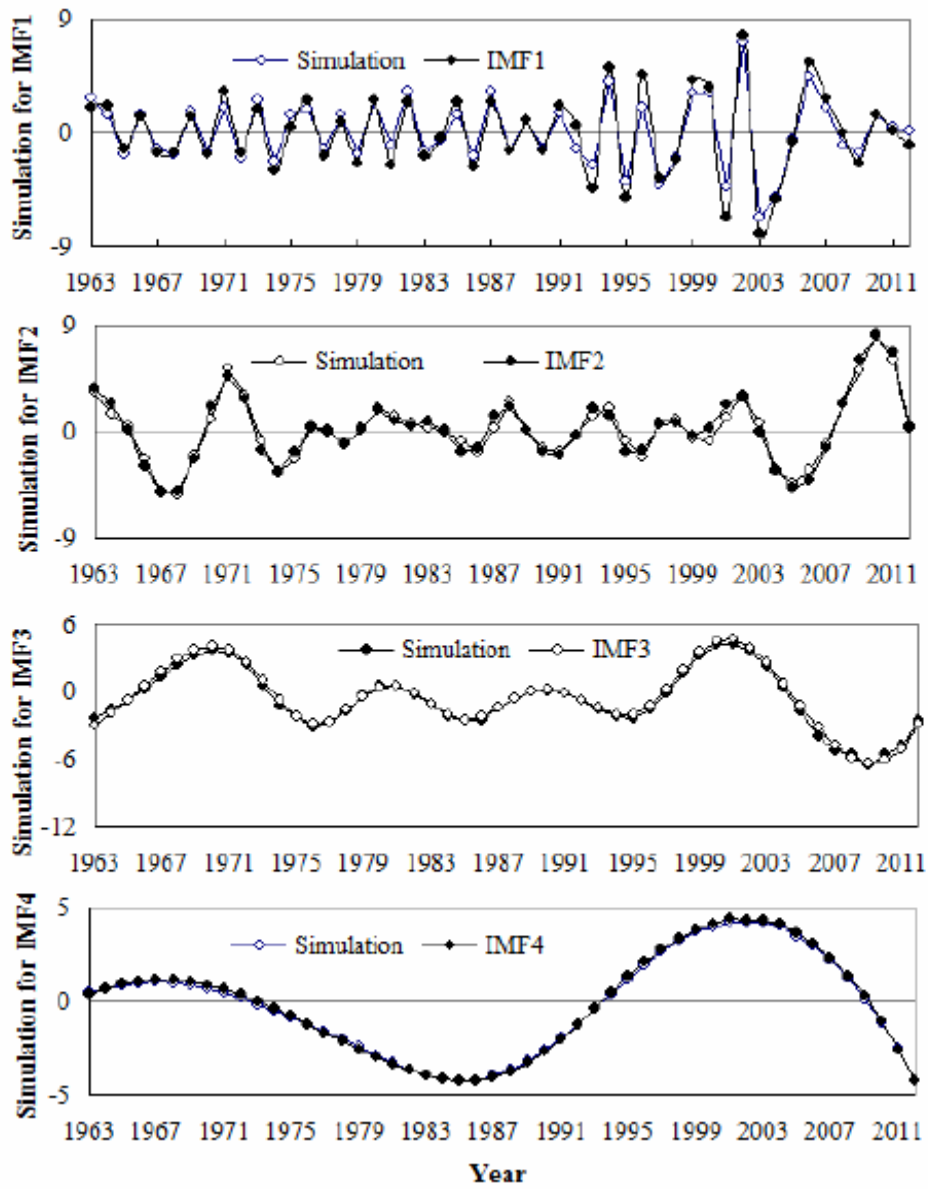 Simulation for IMF1
9
0
-9
Simulation IMF1
1963 1967 1971 1975 1979 1983 1987 1991 1995 1999 2003 2007 2011
Simulation for IMF2
9
0
-9
Simulation IMF2
1963 1967 1971 1975 1979 1983 1987 1991 1995 1999 2003 2007 2011
Simulation for IMF3
6
0
-6
-12
Simulation IMF3
1963 1967 1971 1975 1979 1983 1987 1991 1995 1999 2003 2007 2011
Simulation for IMF4
5
0
-5
Simulation IMF4
1963 1967 1971 1975 1979 1983 1987 1991 1995 1999 2003 2007 2011
Year